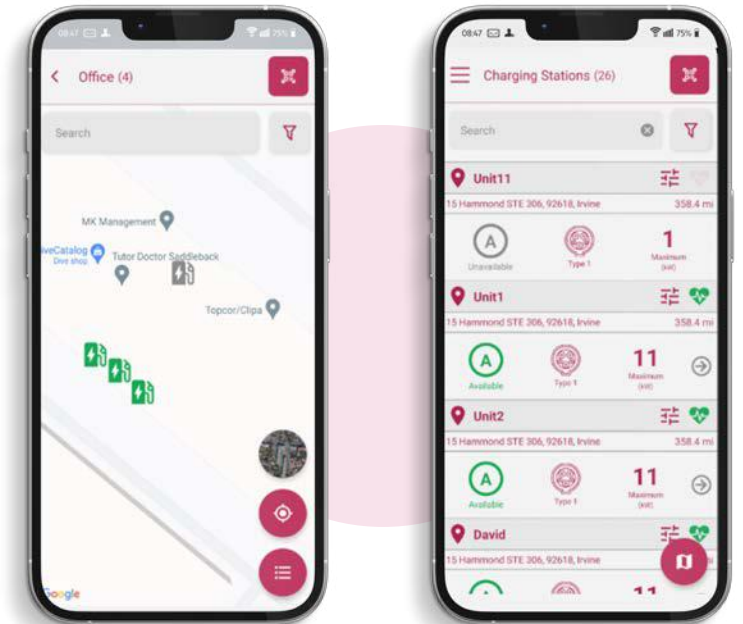 08:47 75%
Office (4)
Search
MK Management
iveCatalog
Dive shop
Tutor Doctor Saddleback
Topcor/Clipa
Google
08:47 75%
Charging Stations (26)
Search
Unit11
15 Hammond STE 306, 92618, Irvine 358.4 mi
A
Unavailable
Type 1
1
Maximum
(kW)
Unit1
15 Hammond STE 306, 92618, Irvine 358.4 mi
A
Available
Type 1
11
Maximum
(kW)
Unit2
15 Hammond STE 306, 92618, Irvine 358.4 mi
A
Available
Type 1
11
Maximum
(kW)
David
15 Hammond STE 306, 92618, Irvine
11